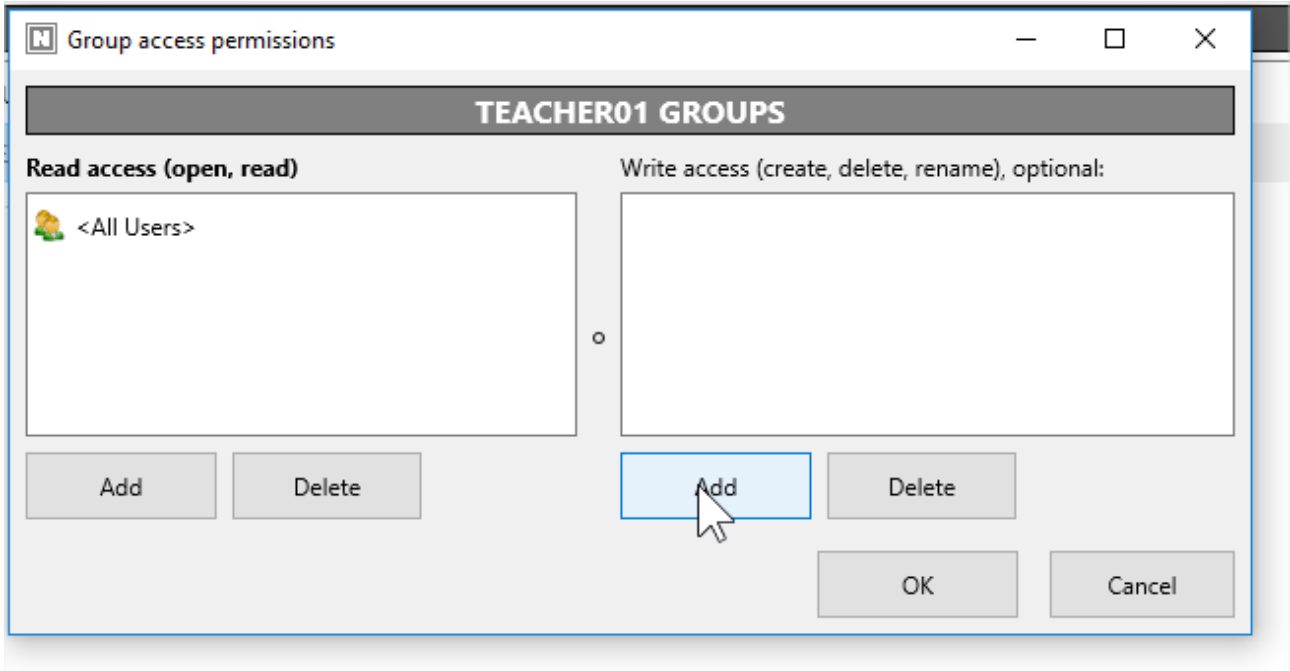 Group access permissions
TEACHER01 GROUPS
Read access (open, read)
Write access (create, delete, rename), optional:
<All Users>
Add
Delete
Add
Delete
OK
Cancel